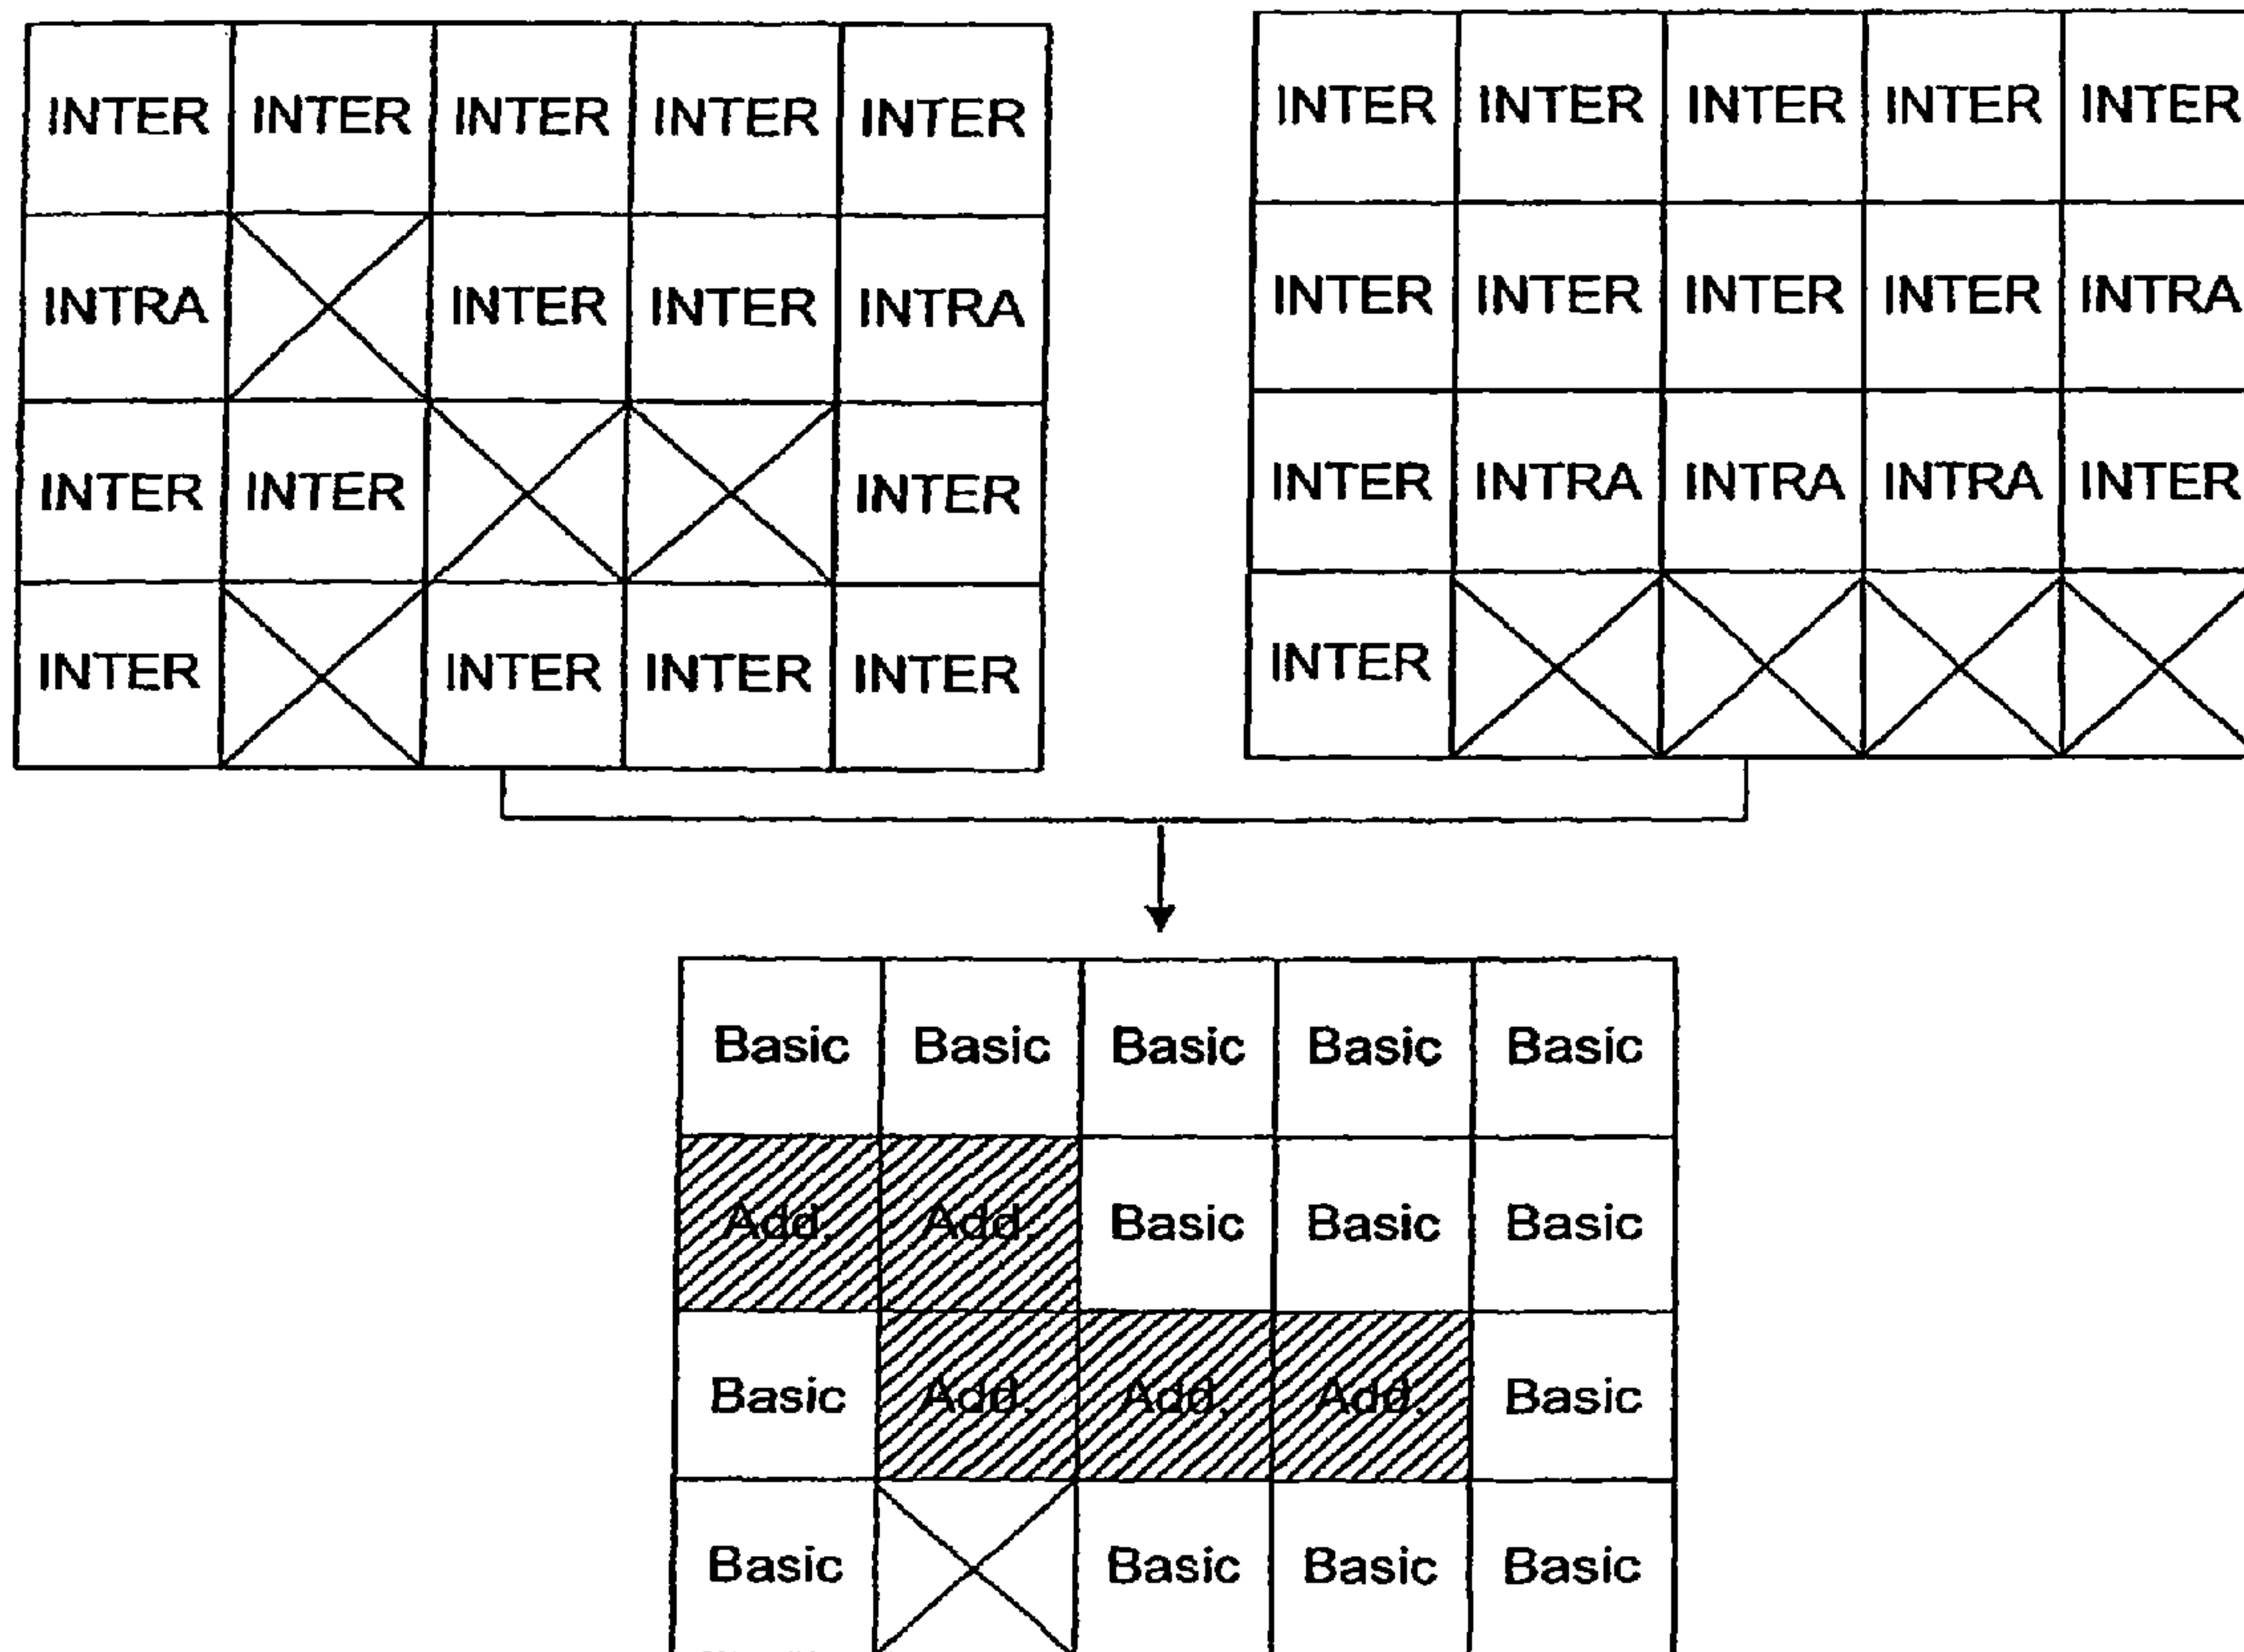 INTER INTER INTER INTER INTER
INTRA INTER INTER INTRA
INTER INTER INTER
INTER INTER INTER INTER
INTER INTER INTER INTER INTER
INTER INTER INTER INTER INTRA
INTER INTRA INTRA INTRA INTER
INTER
Basic Basic Basic Basic Basic
Add. Add. Basic Basic Basic
Basic Add. Add. Add. Basic
Basic Basic Basic Basic